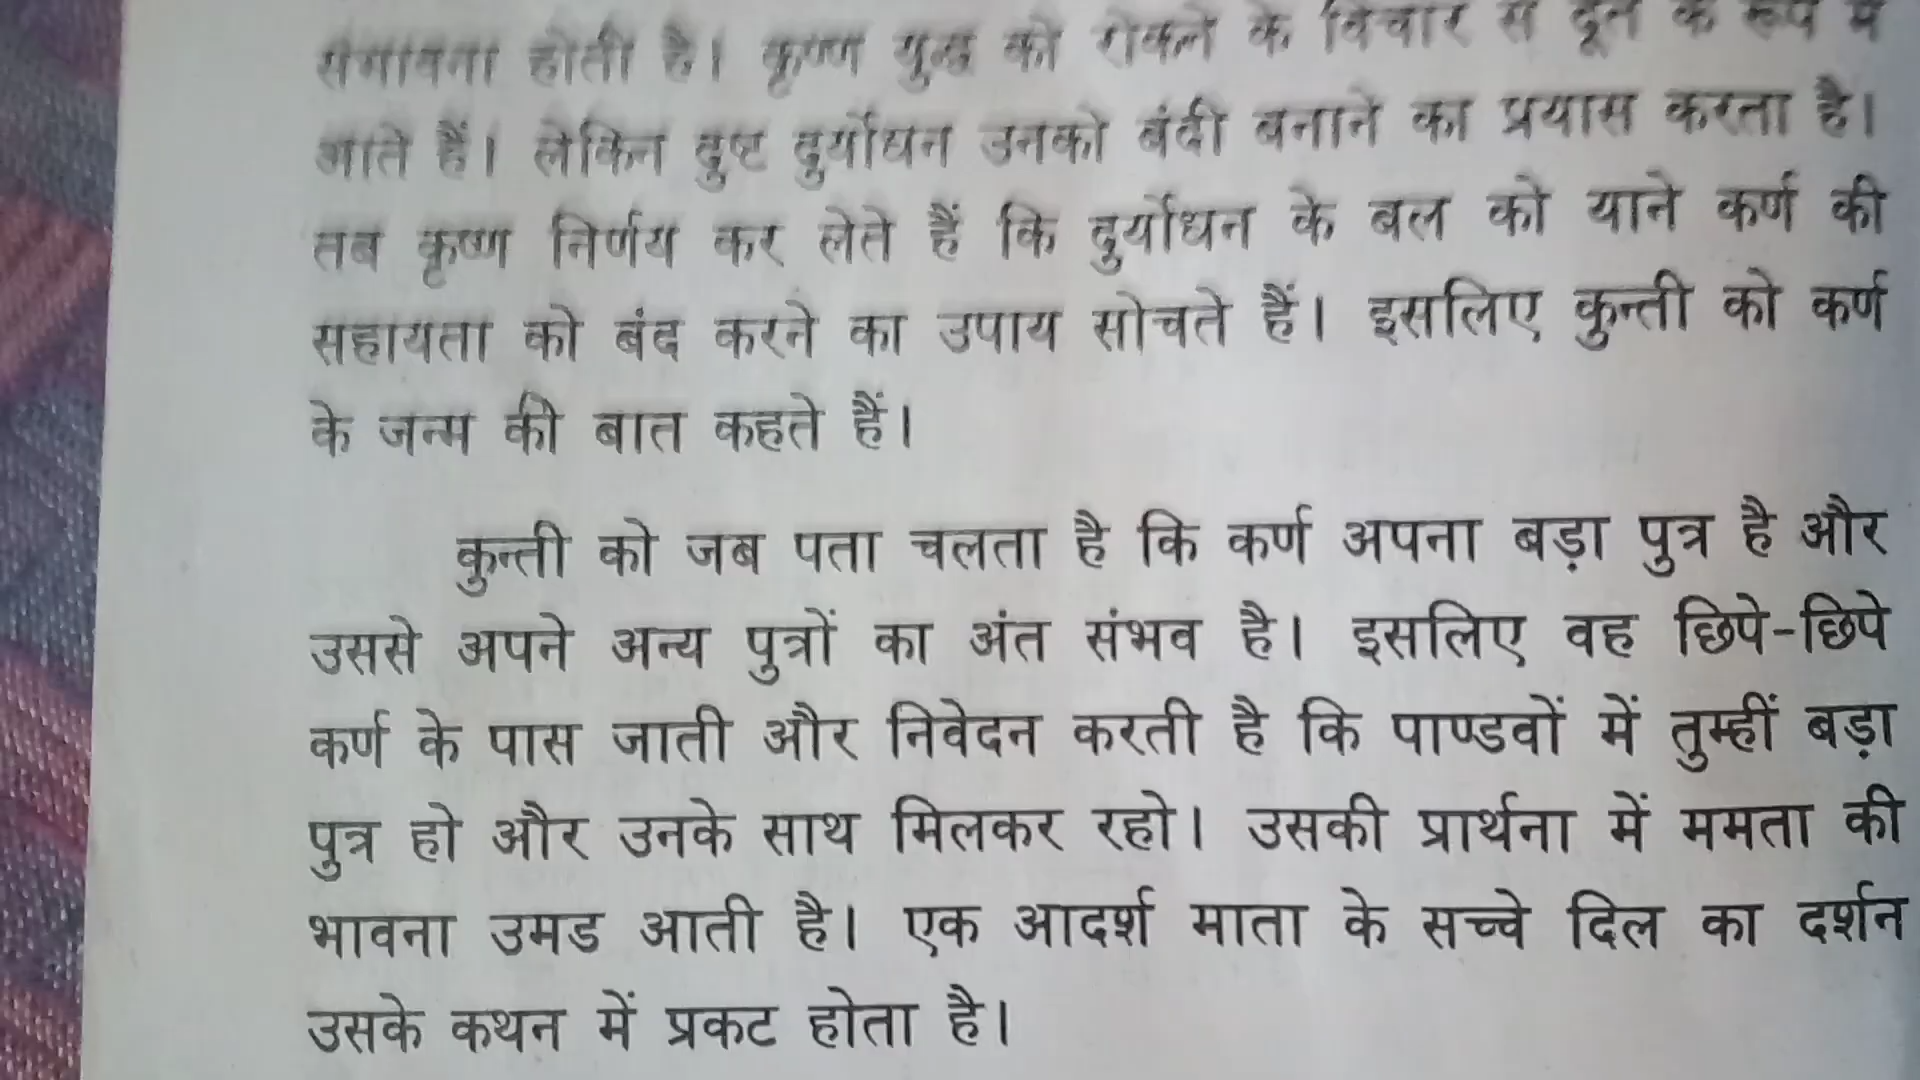 संभावना होती है। कृष्ण युद्ध को रोकने के विचार से दूत के रूप में
आते हैं। लेकिन दुष्ट दुर्योधन उनको बंदी बनाने का प्रयास करता है।
तब कृष्ण निर्णय कर लेते हैं कि दुर्योधन के बल को याने कर्ण की
सहायता को बंद करने का उपाय सोचते हैं। इसलिए कुन्ती को कर्ण
के जन्म की बात कहते हैं।
कुन्ती को जब पता चलता है कि कर्ण अपना बड़ा पुत्र है और
उससे अपने अन्य पुत्रों का अंत संभव है। इसलिए वह छिपे-छिपे
कर्ण के पास जाती और निवेदन करती है कि पाण्डवों में तुम्हीं बड़ा
पुत्र हो और उनके साथ मिलकर रहो। उसकी प्रार्थना में ममता की
भावना उमड आती है। एक आदर्श माता के सच्चे दिल का दर्शन
उसके कथन में प्रकट होता है।